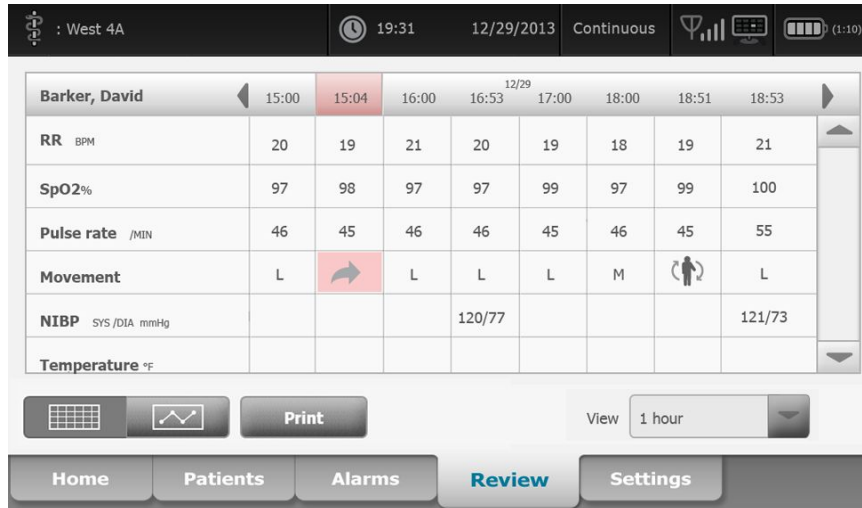 : West 4A 19:31 12/29/2013 Continuous (1:10)
12/29
Barker, David 15:00 15:04 16:00 16:53 17:00 18:00 18:51 18:53
RR BPM 20 19 21 20 19 18 19 21
SpO2% 97 98 97 97 99 97 99 100
Pulse rate /MIN 46 45 46 46 45 46 45 55
Movement L L L L M L
NIBP SYS/DIA mmHg 120/77 121/73
Temperature °F
Print View 1 hour
Home Patients Alarms Review Settings